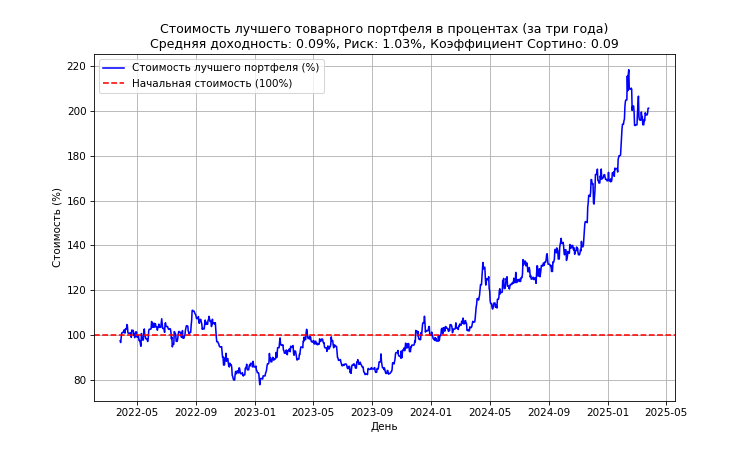 Стоимость лучшего товарного портфеля в процентах (за три года)
Средняя доходность: 0.09%, Риск: 1.03%, Коэффициент Сортино: 0.09
Стоимость лучшего портфеля (%)
Начальная стоимость (100%)
Стоимость (%)
220
200
180
160
140
120
100
80
2022-05 2022-09 2023-01 2023-05 2023-09 2024-01 2024-05 2024-09 2025-01 2025-05
День